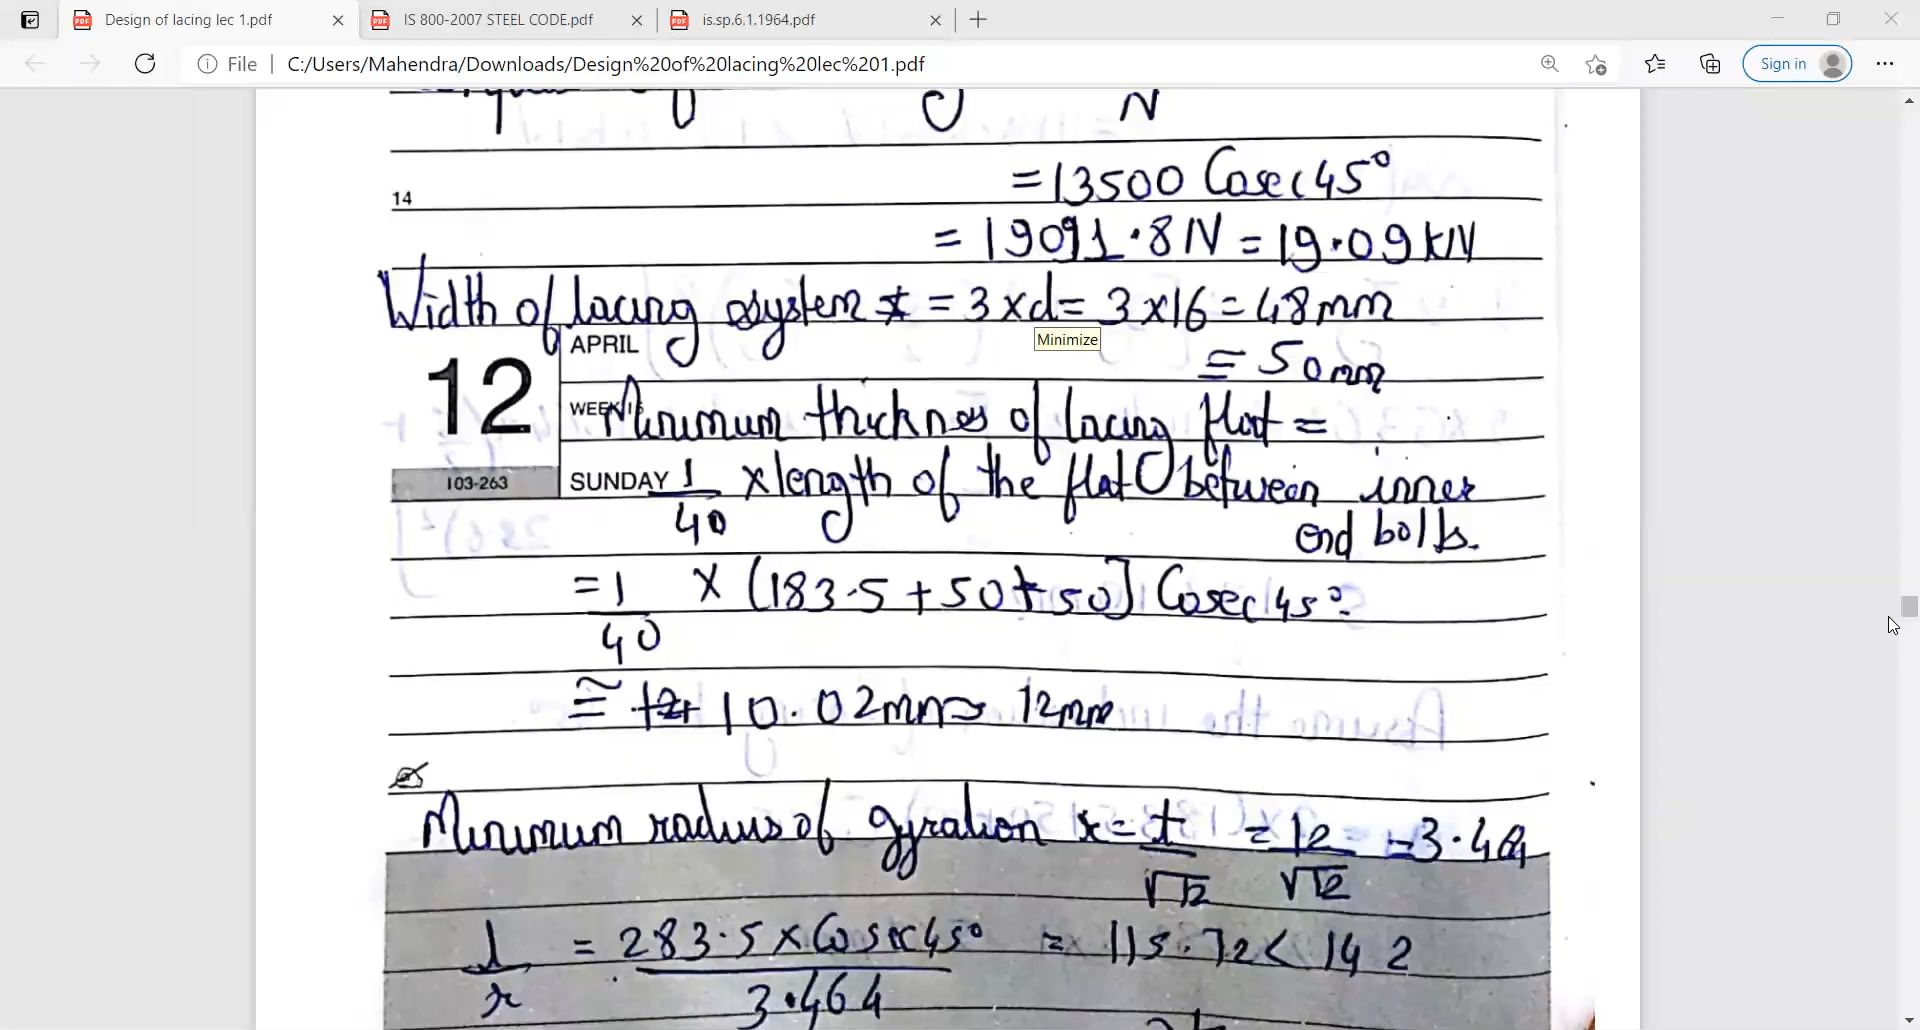 Design of lacing lec 1.pdf
IS 800-2007 STEEL CODE.pdf
is.sp.6.1.1964.pdf
File | C:/Users/Mahendra/Downloads/Design%20of%20lacing%20lec%201.pdf
Sign in
N
= 13500 Cosec 45°
14
= 19091.8 N = 19.09 kN
Width of lacing system = 3 x d = 3 x 16 = 48 mm
Minimize
APRIL
≅ 50 mm
12
WEEK 15
Minimum thicknes of lacing flat =
103-263
SUNDAY
1/40 x length of the flat between inner
end bolts.
= 1/40 x (183.5 + 50 + 50] Cosec 45°
≅ 10.02 mm ≈ 12 mm
Minimum radius of gyration r = t/√12 = 12/√12 = 3.464
l/r = 283.5 x Cosec 45° / 3.464 = 115.72 < 142